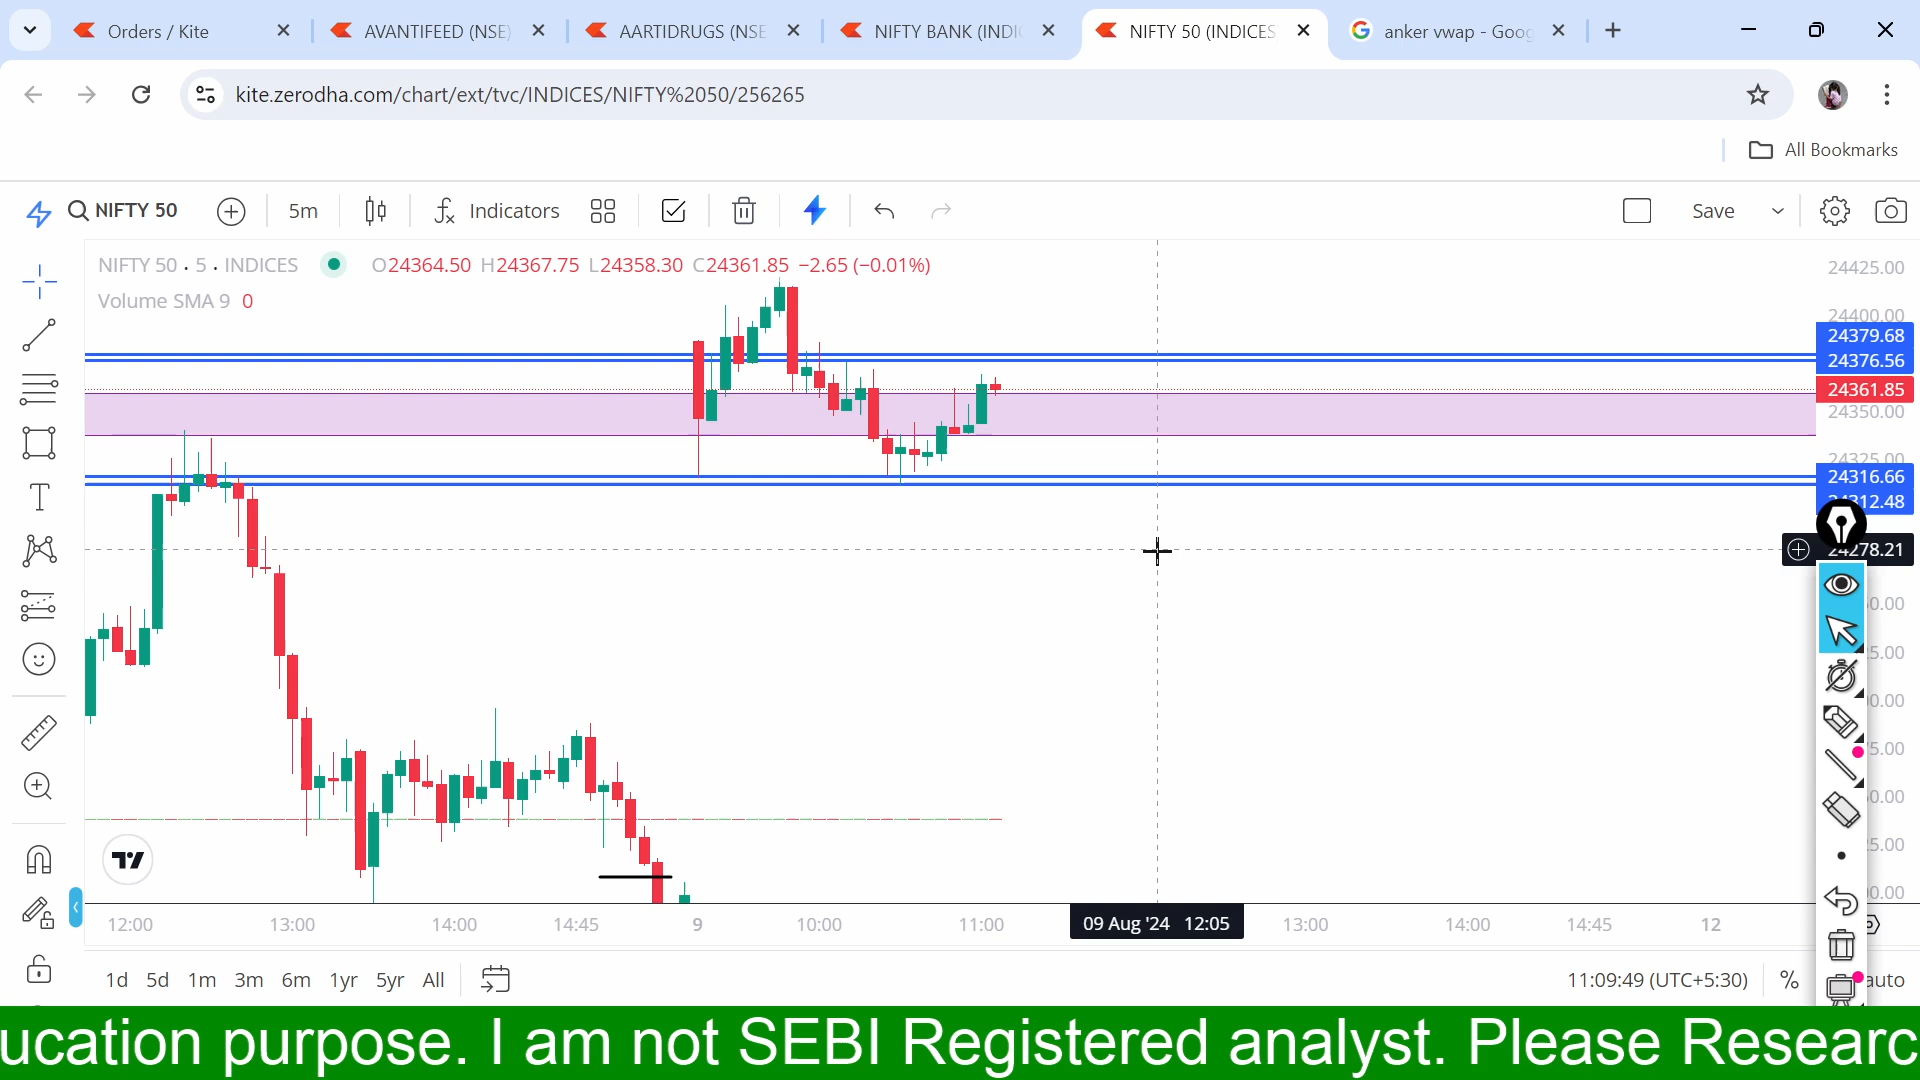 Orders / Kite
AVANTIFEED (NSE)
AARTIDRUGS (NSE
NIFTY BANK (INDI
NIFTY 50 (INDICES
anker vwap - Goog
kite.zerodha.com/chart/ext/tvc/INDICES/NIFTY%2050/256265
All Bookmarks
NIFTY 50
5m
Indicators
Save
NIFTY 50 . 5 . INDICES O24364.50 H24367.75 L24358.30 C24361.85 −2.65 (−0.01%)
Volume SMA 9 0
24425.00
24400.00
24379.68
24376.56
24361.85
24350.00
24325.00
24316.66
24312.48
24278.21
12:00 13:00 14:00 14:45 9 10:00 11:00 09 Aug '24 12:05 13:00 14:00 14:45 12
1d 5d 1m 3m 6m 1yr 5yr All
11:09:49 (UTC+5:30) % auto
ucation purpose. I am not SEBI Registered analyst. Please Researc